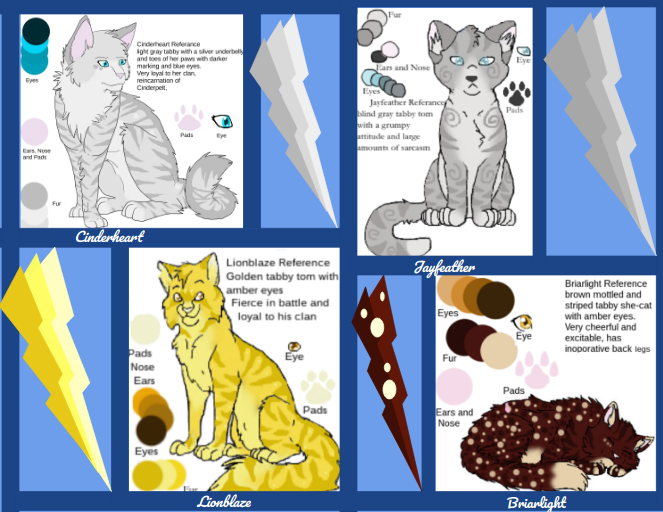 Cinderheart Referance
light gray tabby with a silver underbelly
and toes of her paws with darker
marking and blue eyes.
Very loyal to her clan,
reincarnation of
Cinderpelt,
Eyes
Pads
Eye
Ears, Nose
and Pads
Fur
Cinderheart
Fur
Eye
Ears and Nose
Eyes
Pads
Jayfeather Referance
blind gray tabby tom
with a grumpy
attitude and large
amounts of sarcasm
Jayfeather
Lionblaze Reference
Golden tabby tom with
amber eyes
Fierce in battle and
loyal to his clan
Pads
Nose
Ears
Eye
Pads
Eyes
Fur
Lionblaze
Briarlight Reference
brown mottled and
striped tabby she-cat
with amber eyes.
Very cheerful and
excitable, has
inoporative back legs
Eyes
Eye
Fur
Pads
Ears and
Nose
Briarlight